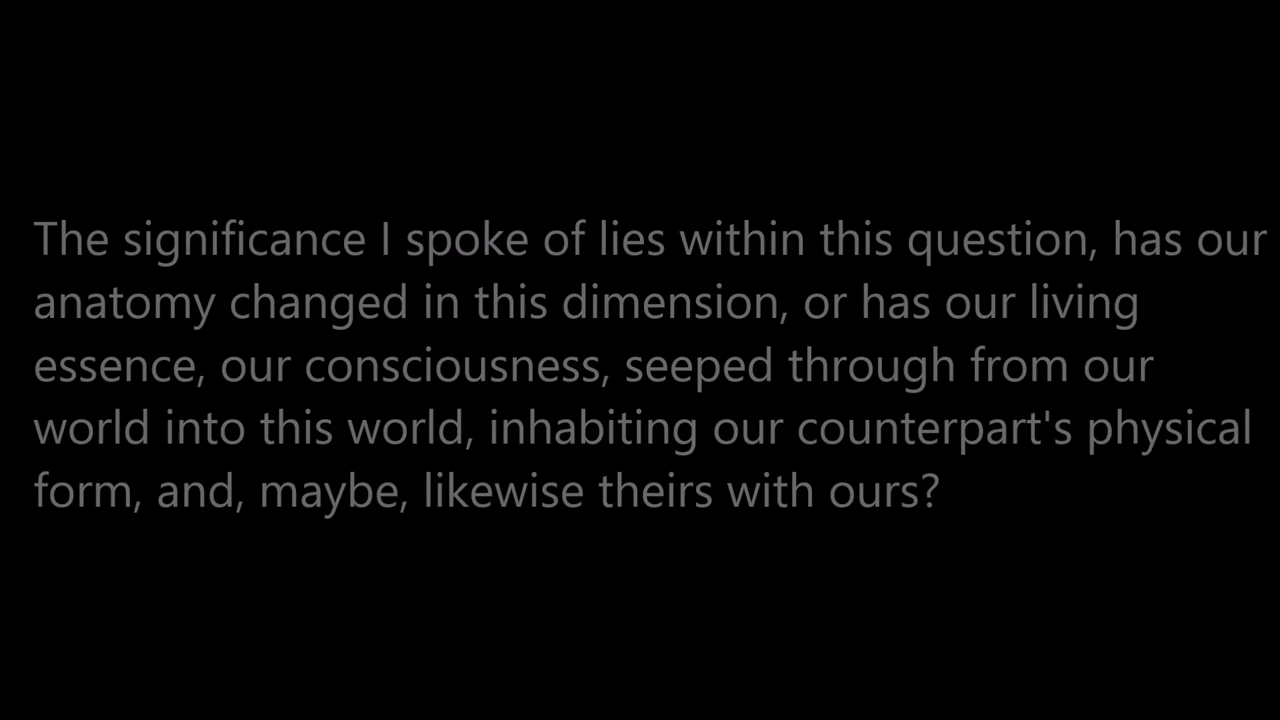 The significance I spoke of lies within this question, has our
anatomy changed in this dimension, or has our living
essence, our consciousness, seeped through from our
world into this world, inhabiting our counterpart's physical
form, and, maybe, likewise theirs with ours?